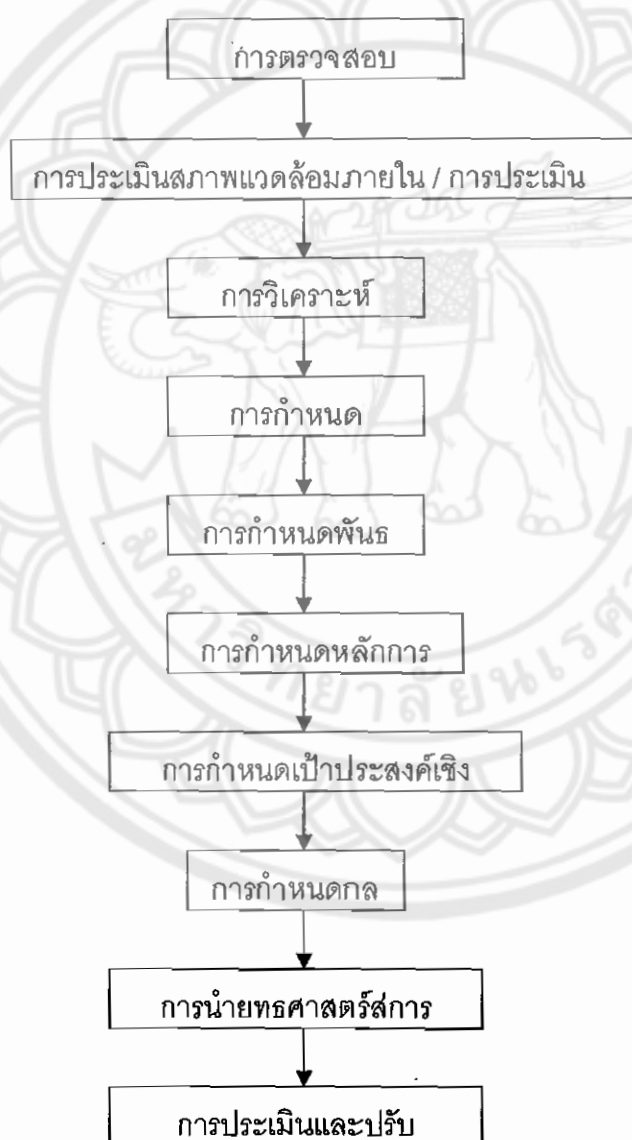 การตรวจสอบ
การประเมินสภาพแวดล้อมภายใน / การประเมิน
การวิเคราะห์
การกำหนด
การกำหนดพันธ
การกำหนดหลักการ
การกำหนดเป้าประสงค์เชิง
การกำหนดกล
การนำยทธศาสตร์ส่การ
การประเมินและปรับ